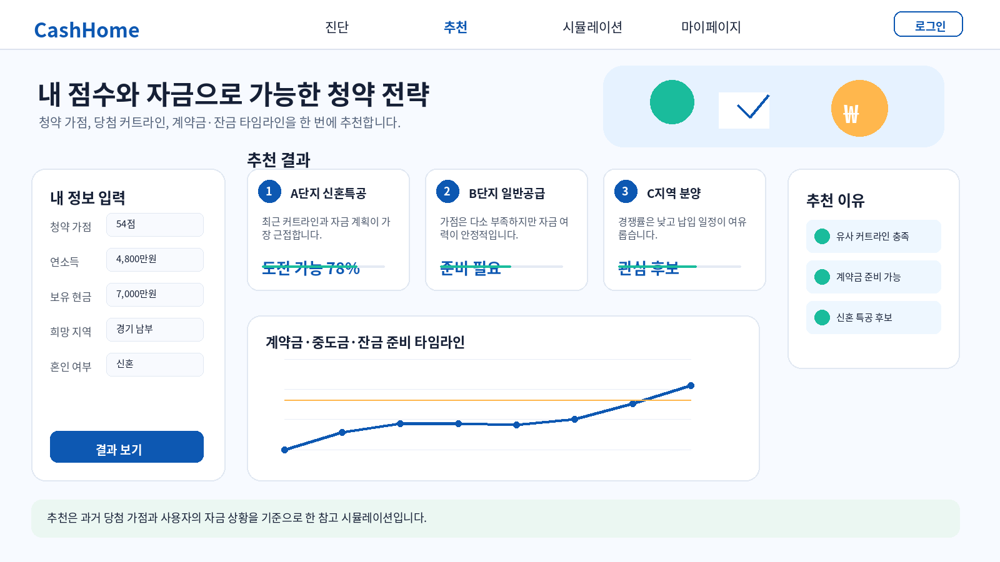 CashHome
진단
추천
시뮬레이션
마이페이지
로그인
내 점수와 자금으로 가능한 청약 전략
청약 가점, 당첨 커트라인, 계약금·잔금 타임라인을 한 번에 추천합니다.
₩
내 정보 입력
청약 가점
54점
연소득
4,800만원
보유 현금
7,000만원
희망 지역
경기 남부
혼인 여부
신혼
결과 보기
추천 결과
1
A단지 신혼특공
최근 커트라인과 자금 계획이 가
장 근접합니다.
도전 가능 78%
2
B단지 일반공급
가점은 다소 부족하지만 자금 여
력이 안정적입니다.
준비 필요
3
C지역 분양
경쟁률은 낮고 납입 일정이 여유
롭습니다.
관심 후보
계약금·중도금·잔금 준비 타임라인
추천 이유
유사 커트라인 충족
계약금 준비 가능
신혼 특공 후보
추천은 과거 당첨 가점과 사용자의 자금 상황을 기준으로 한 참고 시뮬레이션입니다.